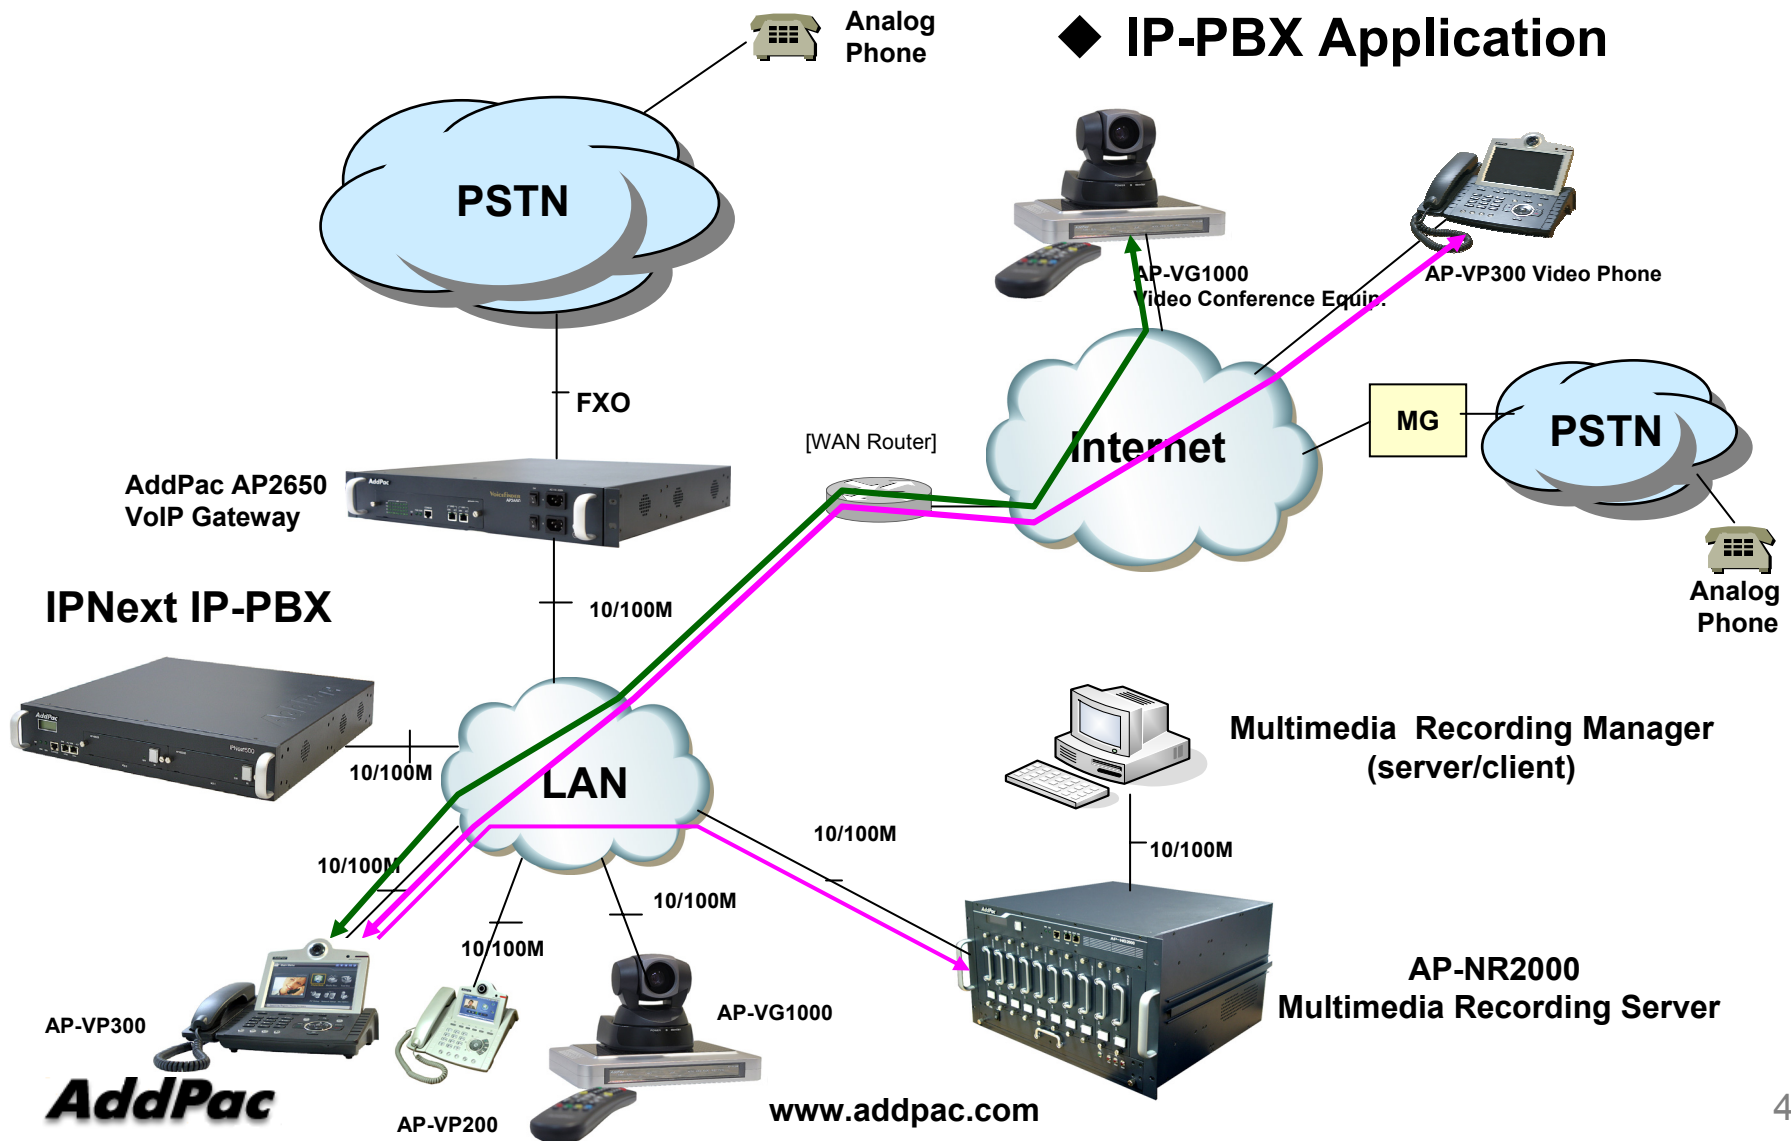 Analog
Phone
◆ IP-PBX Application
PSTN
AP-VG1000
Video Conference Equip.
AP-VP300 Video Phone
FXO
[WAN Router]
Internet
MG
PSTN
AddPac AP2650
VoIP Gateway
AddPac
Analog
Phone
10/100M
IPNext IP-PBX
AddPac
10/100M
LAN
Multimedia Recording Manager
(server/client)
10/100M
10/100M
10/100M
10/100M
10/100M
AddPac
AP-NR2000
Multimedia Recording Server
AP-VP300
AP-VG1000
AP-VP200
AddPac
www.addpac.com
4